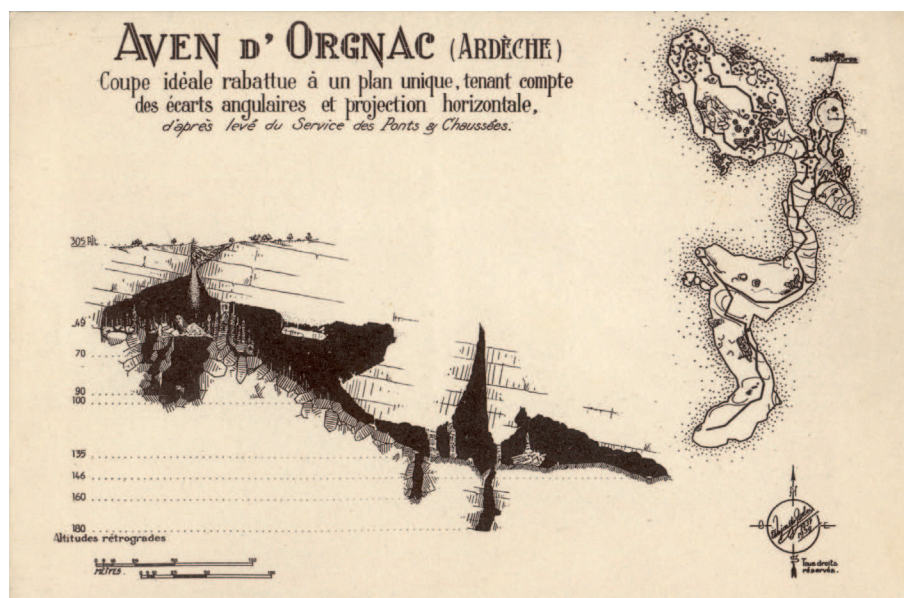 AVEN D' ORGNAC (ARDÈCHE)
Coupe idéale rabattue à un plan unique, tenant compte
des écarts angulaires et projection horizontale,
d'après levé du Service des Ponts & Chaussées.
Supérieures
305 Alt.
49
70
90
100
135
146
160
180
Altitudes rétrogrades
MÈTRES.
N
O
E
S
Tous droits
réservés.